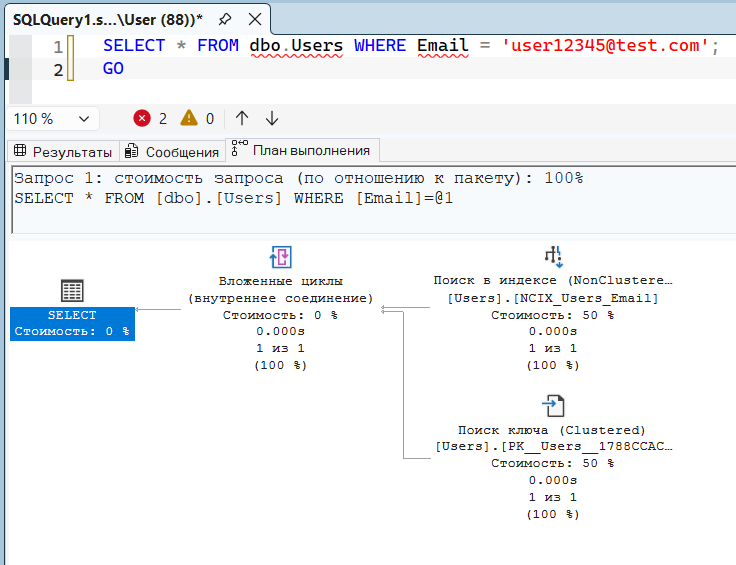 SQLQuery1.s...\User (88))*
1 SELECT * FROM dbo.Users WHERE Email = 'user12345@test.com';
2 GO
110 %
2
0
Результаты
Сообщения
План выполнения
Запрос 1: стоимость запроса (по отношению к пакету): 100%
SELECT * FROM [dbo].[Users] WHERE [Email]=@1
SELECT
Стоимость: 0 %
Вложенные циклы
(внутреннее соединение)
Стоимость: 0 %
0.000s
1 из 1
(100 %)
Поиск в индексе (NonClustere…
[Users].[NCIX_Users_Email]
Стоимость: 50 %
0.000s
1 из 1
(100 %)
Поиск ключа (Clustered)
[Users].[PK__Users__1788CCAC…
Стоимость: 50 %
0.000s
1 из 1
(100 %)